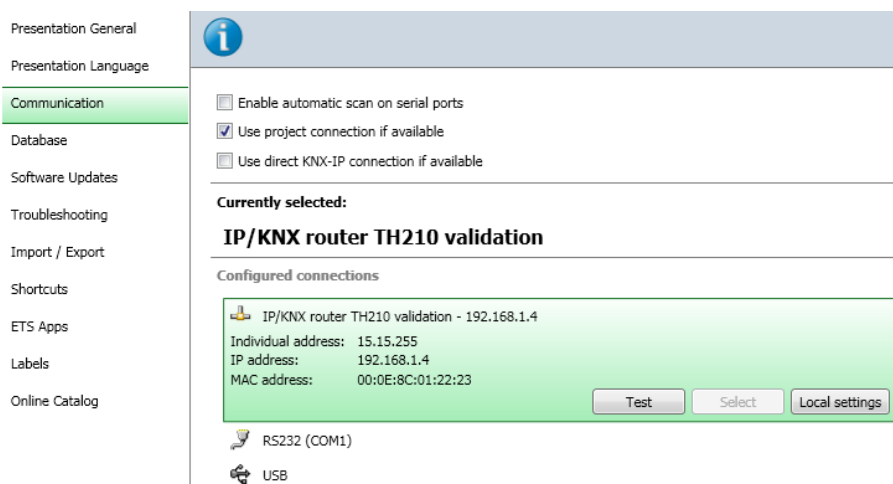 Presentation General
Presentation Language
Communication
Database
Software Updates
Troubleshooting
Import / Export
Shortcuts
ETS Apps
Labels
Online Catalog
Enable automatic scan on serial ports
Use project connection if available
Use direct KNX-IP connection if available
Currently selected:
IP/KNX router TH210 validation
Configured connections
IP/KNX router TH210 validation - 192.168.1.4
Individual address: 15.15.255
IP address: 192.168.1.4
MAC address: 00:0E:8C:01:22:23
Test Select Local settings
RS232 (COM1)
USB